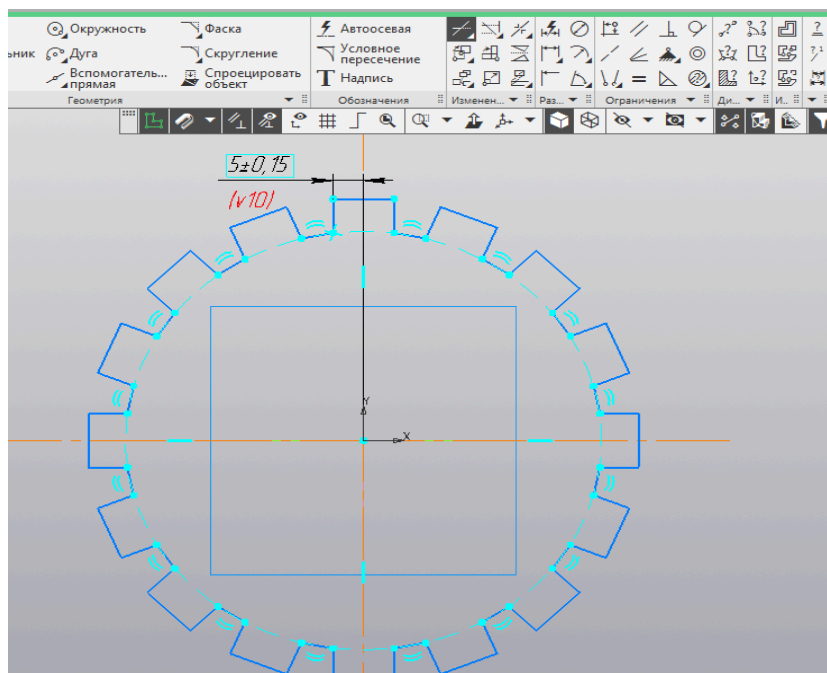 Окружность
Фаска
Автоосевая
ьник
Дуга
Скругление
Условное пересечение
Вспомогатель... прямая
Спроецировать объект
Надпись
Геометрия
Обозначения
Изменен...
Раз...
Ограничения
Ди...
И..
5±0,15
(v10)
Y
X